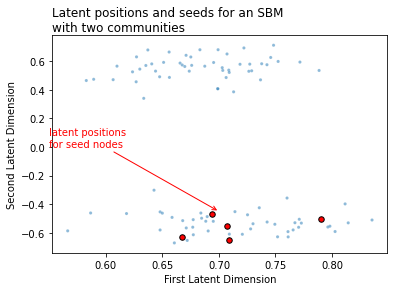 Latent positions and seeds for an SBM
with two communities
Second Latent Dimension
0.6
0.4
0.2
0.0
−0.2
−0.4
−0.6
latent positions
for seed nodes
0.60
0.65
0.70
0.75
0.80
First Latent Dimension